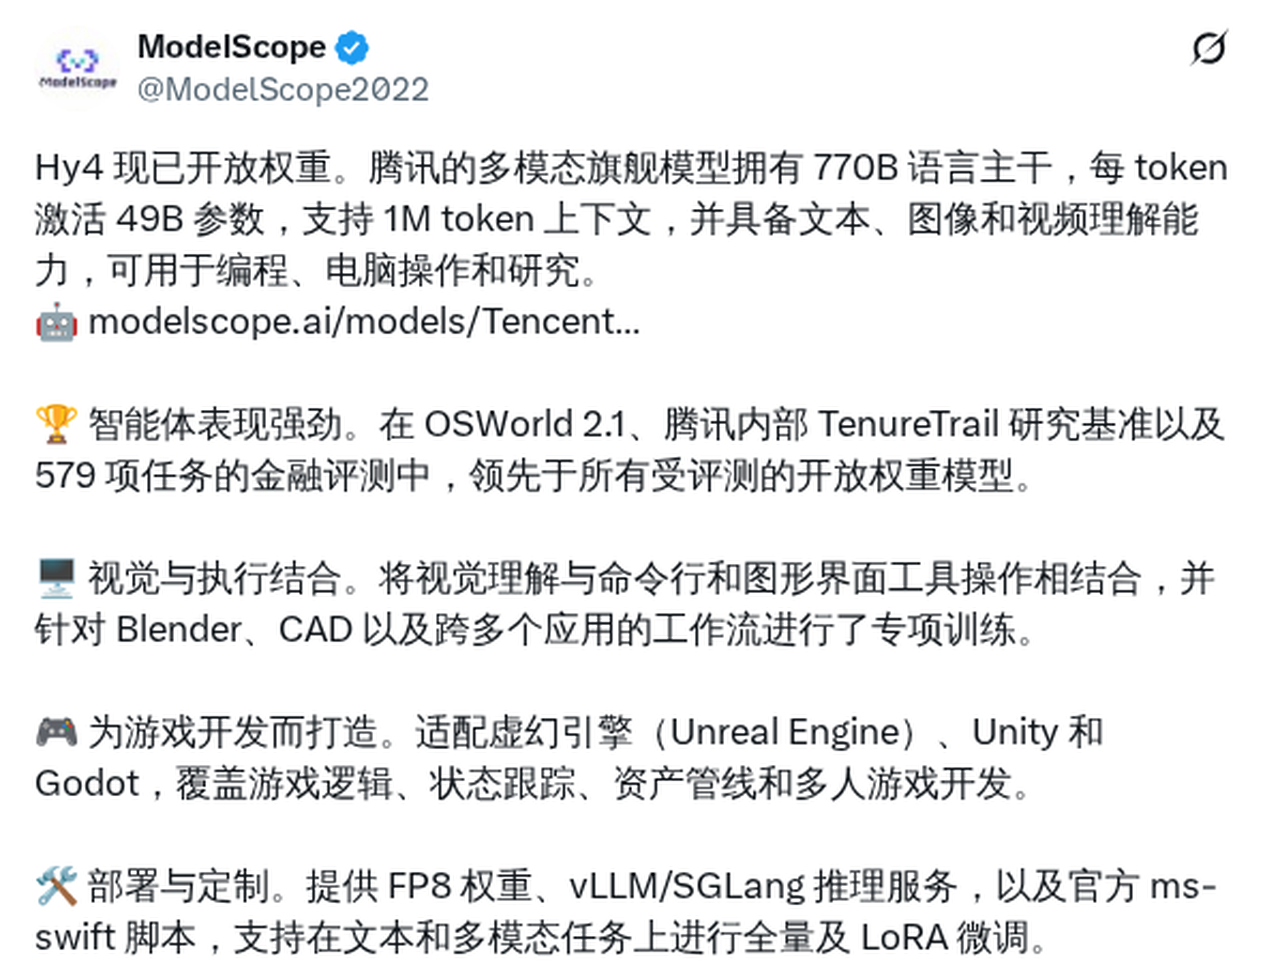 ModelScope
ModelScope
@ModelScope2022
Hy4 现已开放权重。腾讯的多模态旗舰模型拥有 770B 语言主干，每 token
激活 49B 参数，支持 1M token 上下文，并具备文本、图像和视频理解能
力，可用于编程、电脑操作和研究。
🤖 modelscope.ai/models/Tencent...
🏆 智能体表现强劲。在 OSWorld 2.1、腾讯内部 TenureTrail 研究基准以及
579 项任务的金融评测中，领先于所有受评测的开放权重模型。
🖥️ 视觉与执行结合。将视觉理解与命令行和图形界面工具操作相结合，并
针对 Blender、CAD 以及跨多个应用的工作流进行了专项训练。
🎮 为游戏开发而打造。适配虚幻引擎（Unreal Engine）、Unity 和
Godot，覆盖游戏逻辑、状态跟踪、资产管线和多人游戏开发。
🛠️ 部署与定制。提供 FP8 权重、vLLM/SGLang 推理服务，以及官方 ms-
swift 脚本，支持在文本和多模态任务上进行全量及 LoRA 微调。